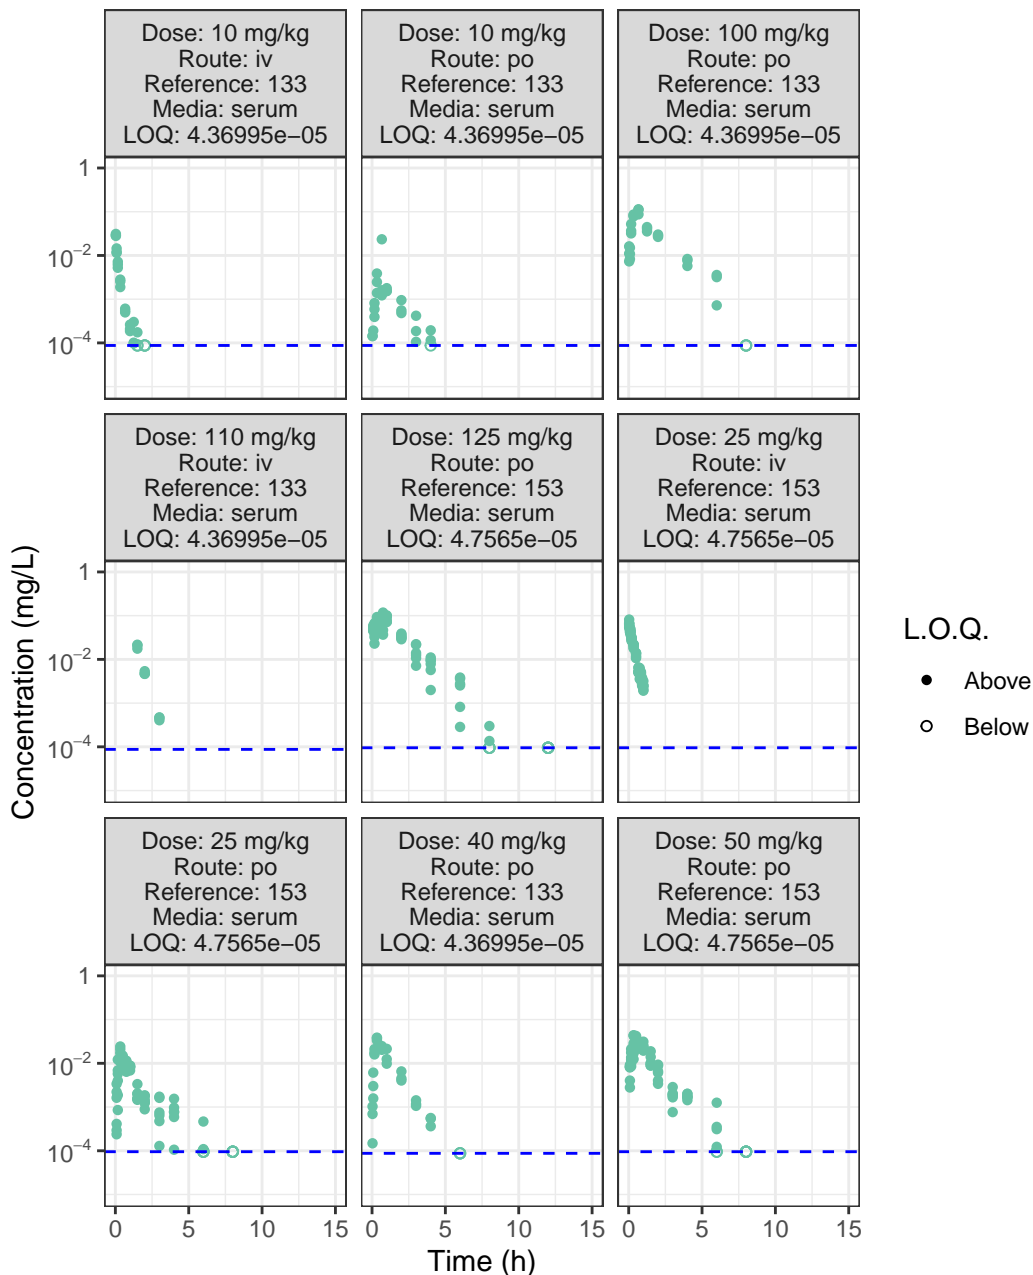 Dose: 10 mg/kg
Route: iv
Reference: 133
Media: serum
LOQ: 4.36995e−05
Dose: 10 mg/kg
Route: po
Reference: 133
Media: serum
LOQ: 4.36995e−05
Dose: 100 mg/kg
Route: po
Reference: 133
Media: serum
LOQ: 4.36995e−05
1
10−2
10−4
0 5 10 15
0 5 10 15
0 5 10 15
Dose: 110 mg/kg
Route: iv
Reference: 133
Media: serum
LOQ: 4.36995e−05
Dose: 125 mg/kg
Route: po
Reference: 153
Media: serum
LOQ: 4.7565e−05
Dose: 25 mg/kg
Route: iv
Reference: 153
Media: serum
LOQ: 4.7565e−05
1
10−2
10−4
Dose: 25 mg/kg
Route: po
Reference: 153
Media: serum
LOQ: 4.7565e−05
Dose: 40 mg/kg
Route: po
Reference: 133
Media: serum
LOQ: 4.36995e−05
Dose: 50 mg/kg
Route: po
Reference: 153
Media: serum
LOQ: 4.7565e−05
1
10−2
10−4
Time (h)
Concentration (mg/L)
L.O.Q.
Above
Below